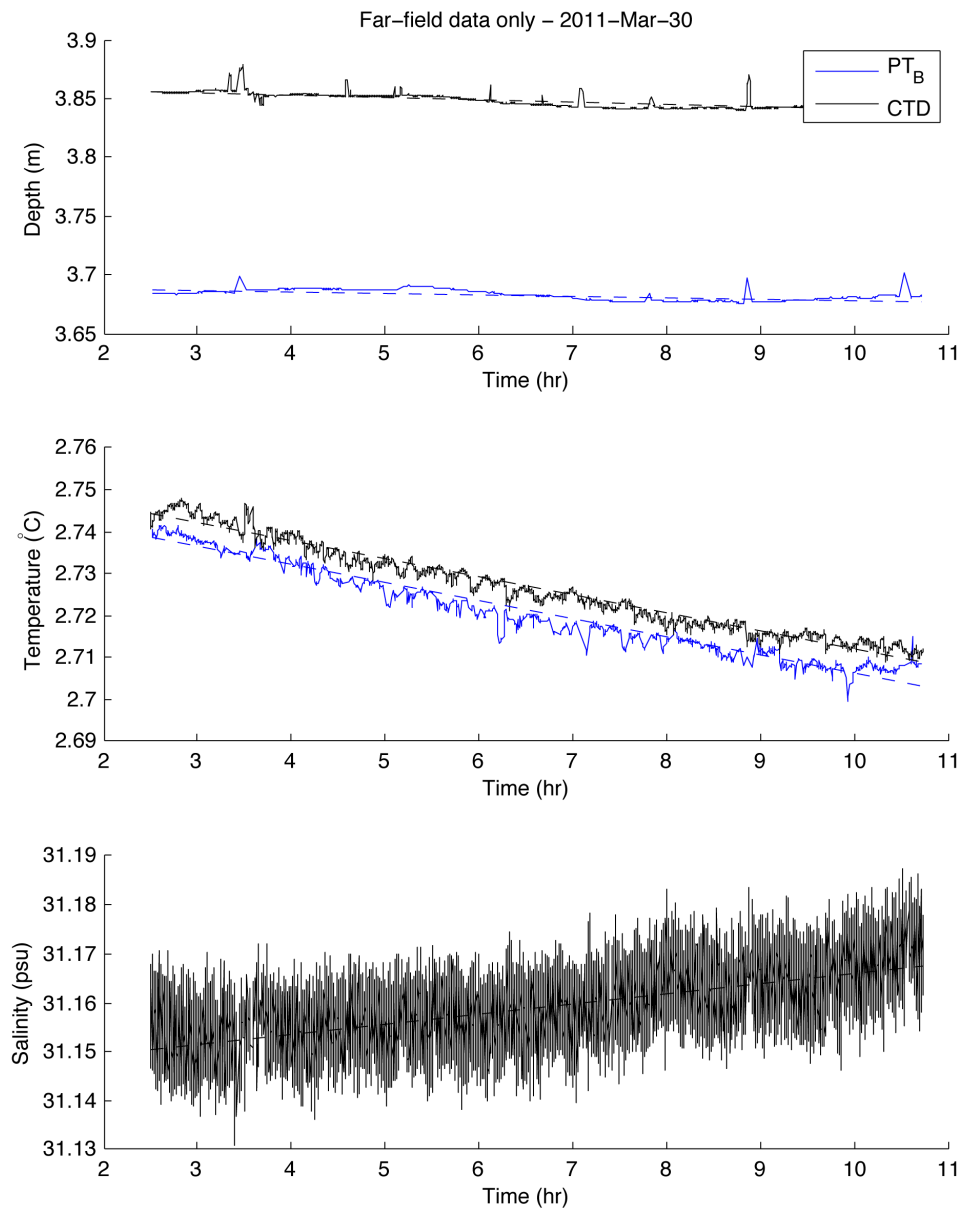 Far-field data only - 2011-Mar-30
3.9
3.85
3.8
3.75
3.7
3.65
Depth (m)
PT_B
CTD
2 3 4 5 6 7 8 9 10 11
Time (hr)
2.76
2.75
2.74
2.73
2.72
2.71
2.7
2.69
Temperature (°C)
2 3 4 5 6 7 8 9 10 11
Time (hr)
31.19
31.18
31.17
31.16
31.15
31.14
31.13
Salinity (psu)
2 3 4 5 6 7 8 9 10 11
Time (hr)